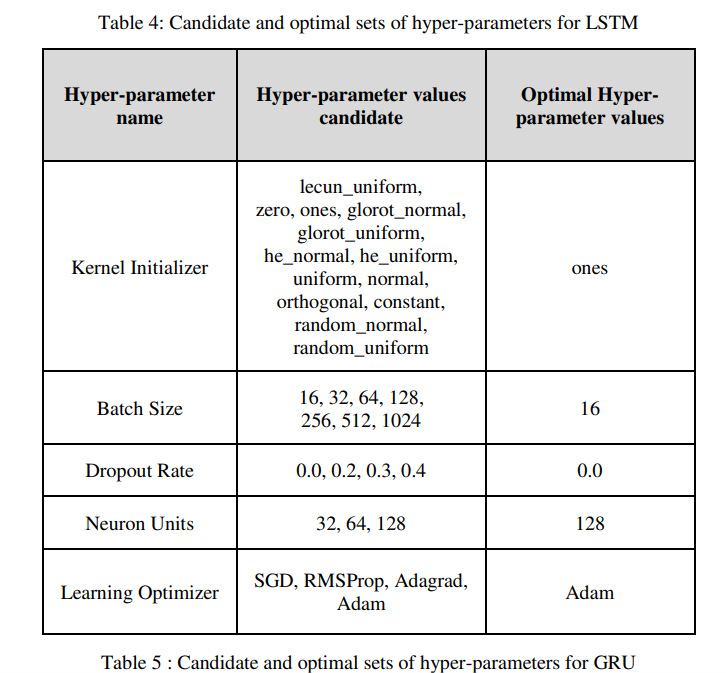 Table 4: Candidate and optimal sets of hyper-parameters for LSTM
Hyper-parameter
name
Hyper-parameter values
candidate
Optimal Hyper-
parameter values
Kernel Initializer
lecun_uniform,
zero, ones, glorot_normal,
glorot_uniform,
he_normal, he_uniform,
uniform, normal,
orthogonal, constant,
random_normal,
random_uniform
ones
Batch Size
16, 32, 64, 128,
256, 512, 1024
16
Dropout Rate
0.0, 0.2, 0.3, 0.4
0.0
Neuron Units
32, 64, 128
128
Learning Optimizer
SGD, RMSProp, Adagrad,
Adam
Adam
Table 5 : Candidate and optimal sets of hyper-parameters for GRU